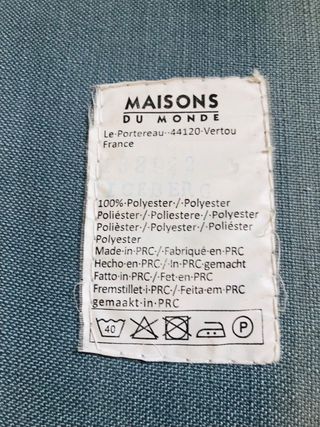 MAISONS
DU MONDE
Le·Portereau··44120·Vertou
France
ICEBERG
100%·Polyester·/·Polyester
Poliéster·/·Poliestere·/·Polyester
Polièster·/·Polyester·/·Poliéster
Polyester
Made·in·PRC·/·Fabriqué·en·PRC
Hecho·en·PRC·/·In·PRC·gemacht
Fatto·in·PRC·/·Fet·en·PRC
Fremstillet·i·PRC·/·Feita·em·PRC
gemaakt·in·PRC
40 P